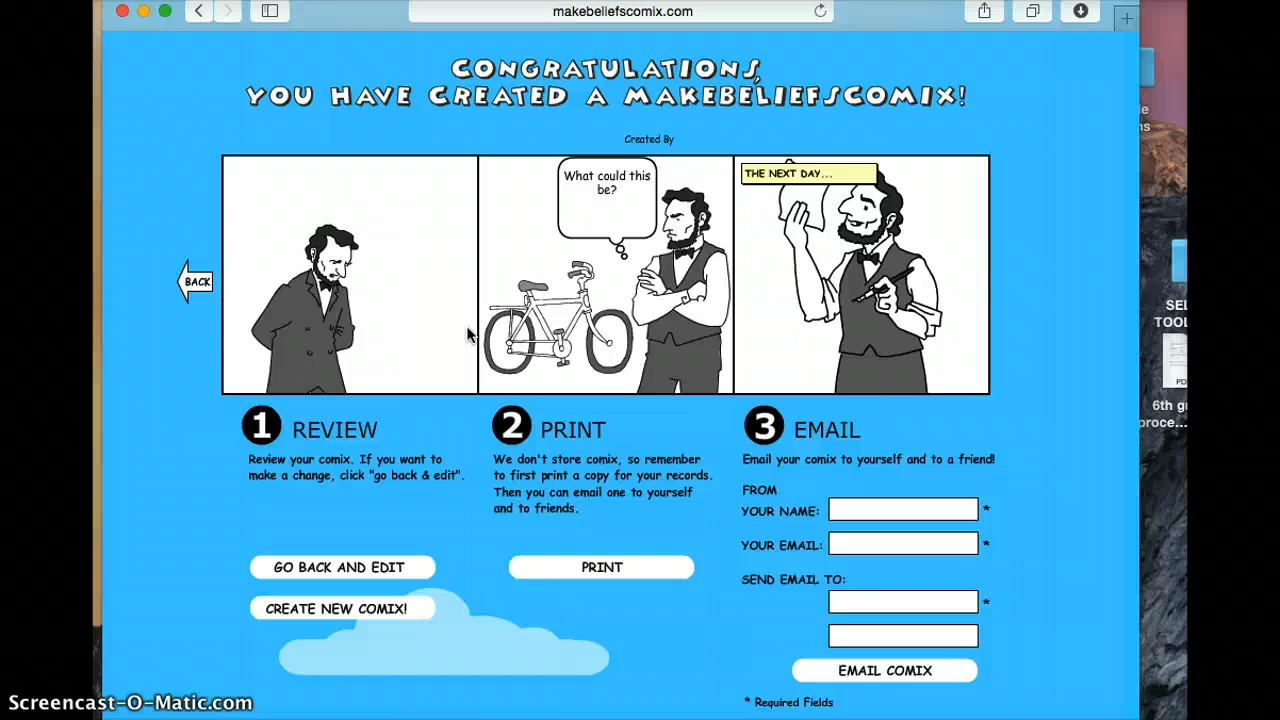 makebeliefscomix.com
CONGRATULATIONS,
YOU HAVE CREATED A MAKEBELIEFSCOMIX!
Created By
What could this
be?
THE NEXT DAY...
BACK
1 REVIEW
Review your comix. If you want to
make a change, click "go back & edit".
GO BACK AND EDIT
CREATE NEW COMIX!
2 PRINT
We don't store comix, so remember
to first print a copy for your records.
Then you can email one to yourself
and to friends.
PRINT
3 EMAIL
Email your comix to yourself and to a friend!
FROM
YOUR NAME: *
YOUR EMAIL: *
SEND EMAIL TO:
*
EMAIL COMIX
* Required Fields
SEL
TOOL
PD
6th gr
proce...
Screencast-O-Matic.com